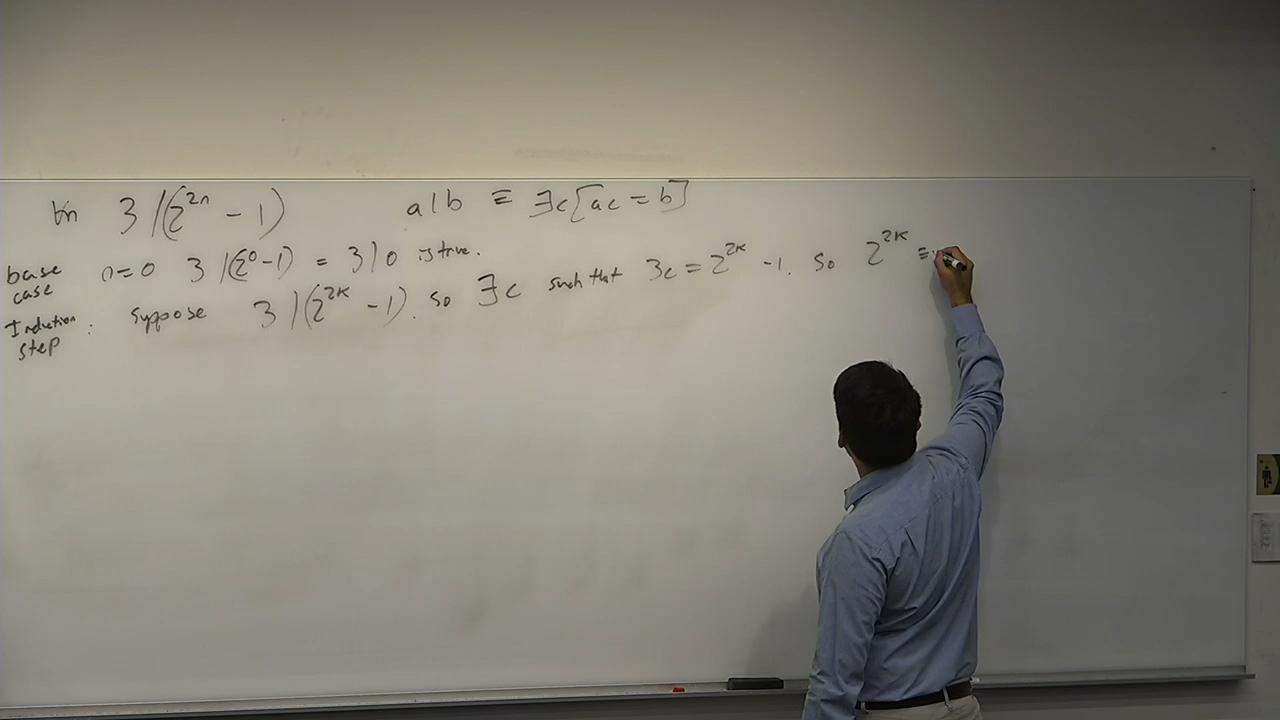 ∀n 3 | (2^{2n} - 1) a | b ≡ ∃c [ac = b]
base case n=0 3 | (2^0 - 1) = 3 | 0 is true.
Induction step : suppose 3 | (2^{2k} - 1). so ∃c such that 3c = 2^{2k} - 1. so 2^{2k} =